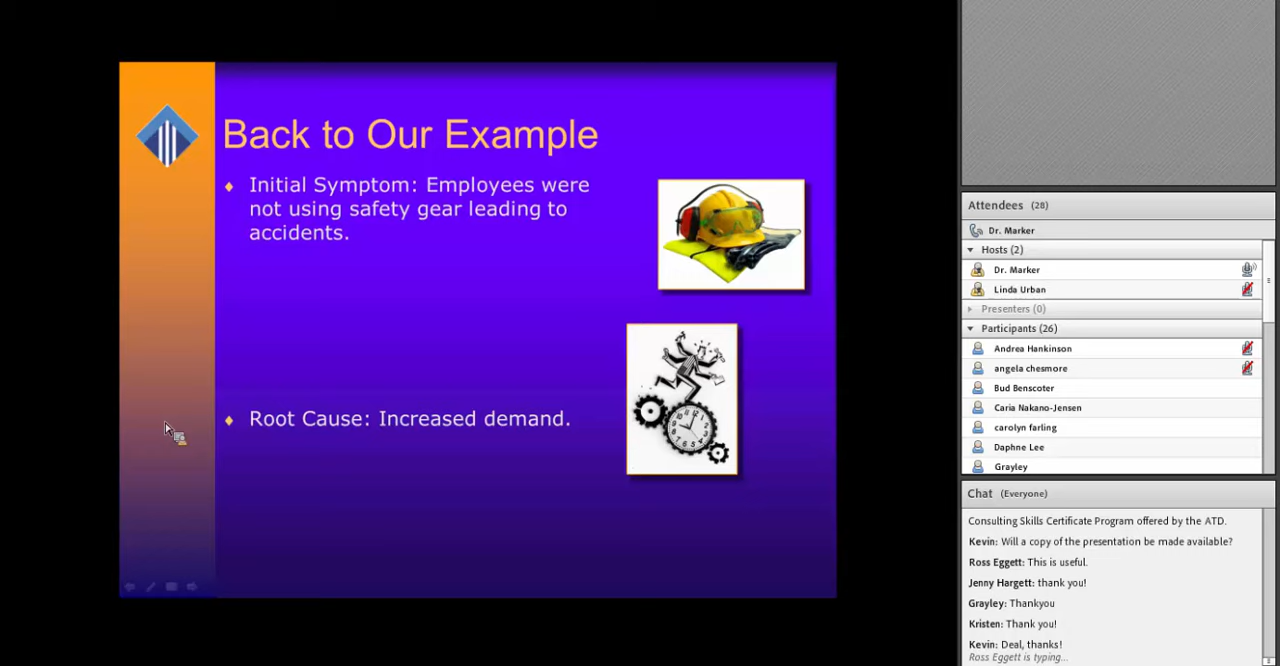 Back to Our Example
Initial Symptom: Employees were
not using safety gear leading to
accidents.
Root Cause: Increased demand.
Attendees (28)
Dr. Marker
Hosts (2)
Dr. Marker
Linda Urban
Presenters (0)
Participants (26)
Andrea Hankinson
angela chesmore
Bud Benscoter
Caria Nakano-Jensen
carolyn farling
Daphne Lee
Grayley
Chat (Everyone)
Consulting Skills Certificate Program offered by the ATD.
Kevin: Will a copy of the presentation be made available?
Ross Eggett: This is useful.
Jenny Hargett: thank you!
Grayley: Thankyou
Kristen: Thank you!
Kevin: Deal, thanks!
Ross Eggett is typing...